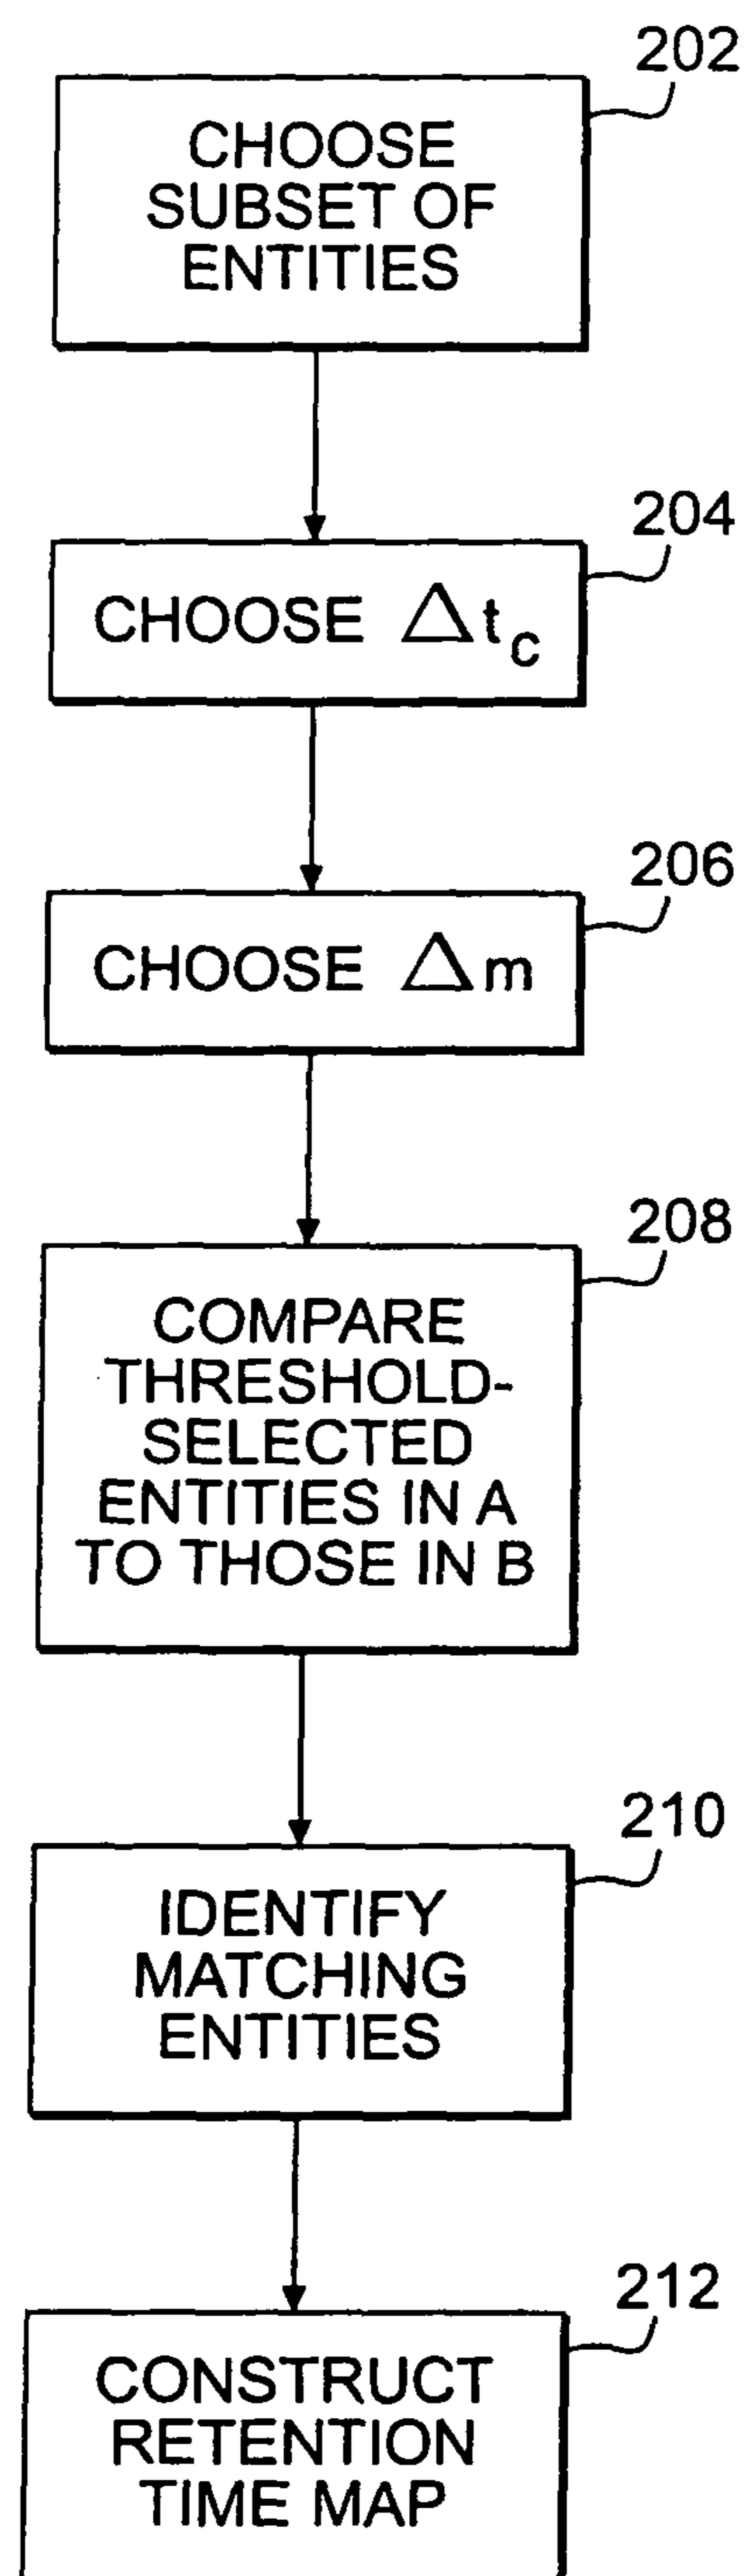 202
CHOOSE
SUBSET OF
ENTITIES
204
CHOOSE Δtc
206
CHOOSE Δm
208
COMPARE
THRESHOLD-
SELECTED
ENTITIES IN A
TO THOSE IN B
210
IDENTIFY
MATCHING
ENTITIES
212
CONSTRUCT
RETENTION
TIME MAP